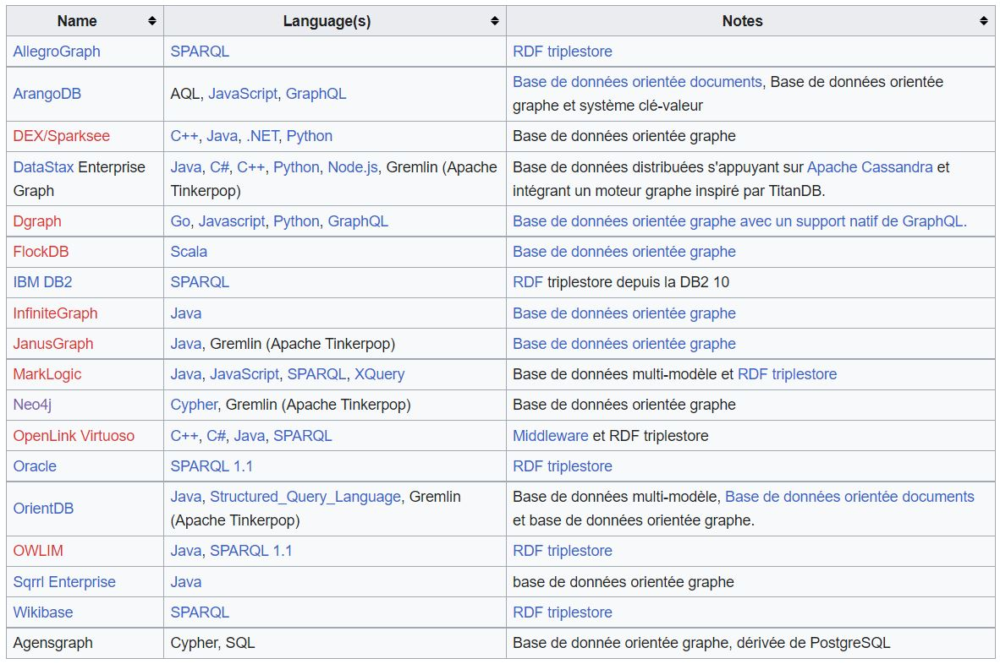 Name Language(s) Notes
AllegroGraph SPARQL RDF triplestore
ArangoDB AQL, JavaScript, GraphQL Base de données orientée documents, Base de données orientée
graphe et système clé-valeur
DEX/Sparksee C++, Java, .NET, Python Base de données orientée graphe
DataStax Enterprise Java, C#, C++, Python, Node.js, Gremlin (Apache Base de données distribuées s'appuyant sur Apache Cassandra et
Graph Tinkerpop) intégrant un moteur graphe inspiré par TitanDB.
Dgraph Go, Javascript, Python, GraphQL Base de données orientée graphe avec un support natif de GraphQL.
FlockDB Scala Base de données orientée graphe
IBM DB2 SPARQL RDF triplestore depuis la DB2 10
InfiniteGraph Java Base de données orientée graphe
JanusGraph Java, Gremlin (Apache Tinkerpop) Base de données orientée graphe
MarkLogic Java, JavaScript, SPARQL, XQuery Base de données multi-modèle et RDF triplestore
Neo4j Cypher, Gremlin (Apache Tinkerpop) Base de données orientée graphe
OpenLink Virtuoso C++, C#, Java, SPARQL Middleware et RDF triplestore
Oracle SPARQL 1.1 RDF triplestore
OrientDB Java, Structured_Query_Language, Gremlin Base de données multi-modèle, Base de données orientée documents
(Apache Tinkerpop) et base de données orientée graphe.
OWLIM Java, SPARQL 1.1 RDF triplestore
Sqrrl Enterprise Java base de données orientée graphe
Wikibase SPARQL RDF triplestore
Agensgraph Cypher, SQL Base de donnée orientée graphe, dérivée de PostgreSQL